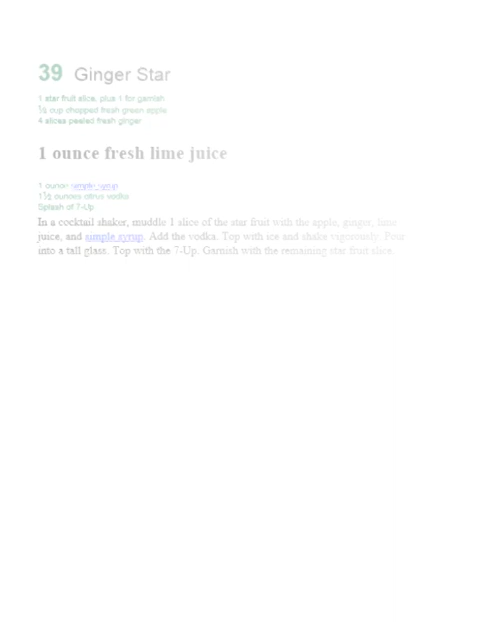 39 Ginger Star
1 star fruit slice, plus 1 for garnish
½ cup chopped fresh green apple
4 slices peeled fresh ginger
1 ounce fresh lime juice
1 ounce simple syrup
1½ ounces citrus vodka
Splash of 7-Up
In a cocktail shaker, muddle 1 slice of the star fruit with the apple, ginger, lime
juice, and simple syrup. Add the vodka. Top with ice and shake vigorously. Pour
into a tall glass. Top with the 7-Up. Garnish with the remaining star fruit slice.